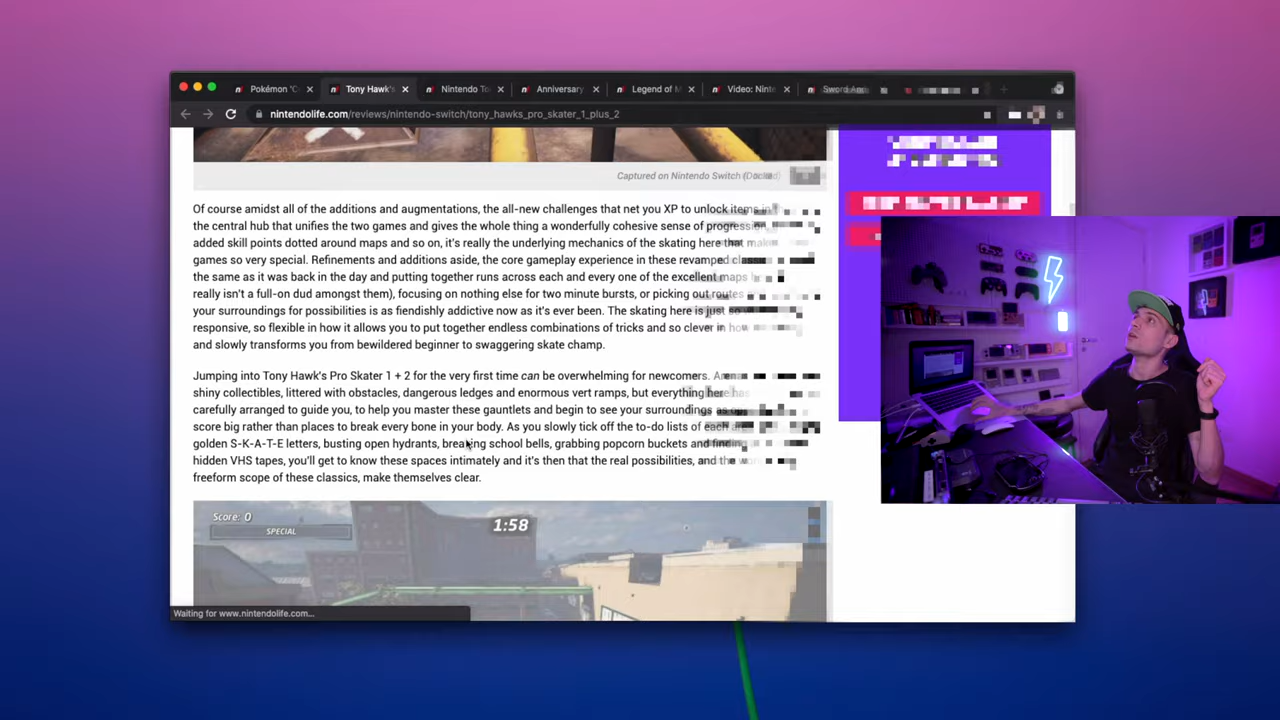 Pokémon 'C
Tony Hawk's
Nintendo To
Anniversary
Legend of M
Video: Ninte
Sword
nintendolife.com/reviews/nintendo-switch/tony_hawks_pro_skater_1_plus_2
Captured on Nintendo Switch (Docked)
Of course amidst all of the additions and augmentations, the all-new challenges that net you XP to unlock items in
the central hub that unifies the two games and gives the whole thing a wonderfully cohesive sense of progression,
added skill points dotted around maps and so on, it's really the underlying mechanics of the skating here that make
games so very special. Refinements and additions aside, the core gameplay experience in these revamped
the same as it was back in the day and putting together runs across each and every one of the excellent maps
really isn't a full-on dud amongst them), focusing on nothing else for two minute bursts, or picking out routes
your surroundings for possibilities is as fiendishly addictive now as it's ever been. The skating here is just so
responsive, so flexible in how it allows you to put together endless combinations of tricks and so clever in how
and slowly transforms you from bewildered beginner to swaggering skate champ.
Jumping into Tony Hawk's Pro Skater 1 + 2 for the very first time can be overwhelming for newcomers.
shiny collectibles, littered with obstacles, dangerous ledges and enormous vert ramps, but everything here has
carefully arranged to guide you, to help you master these gauntlets and begin to see your surroundings as
score big rather than places to break every bone in your body. As you slowly tick off the to-do lists of each
golden S-K-A-T-E letters, busting open hydrants, breaking school bells, grabbing popcorn buckets and finding
hidden VHS tapes, you'll get to know these spaces intimately and it's then that the real possibilities, and the
freeform scope of these classics, make themselves clear.
Score: 0
SPECIAL
1:58
Waiting for www.nintendolife.com...